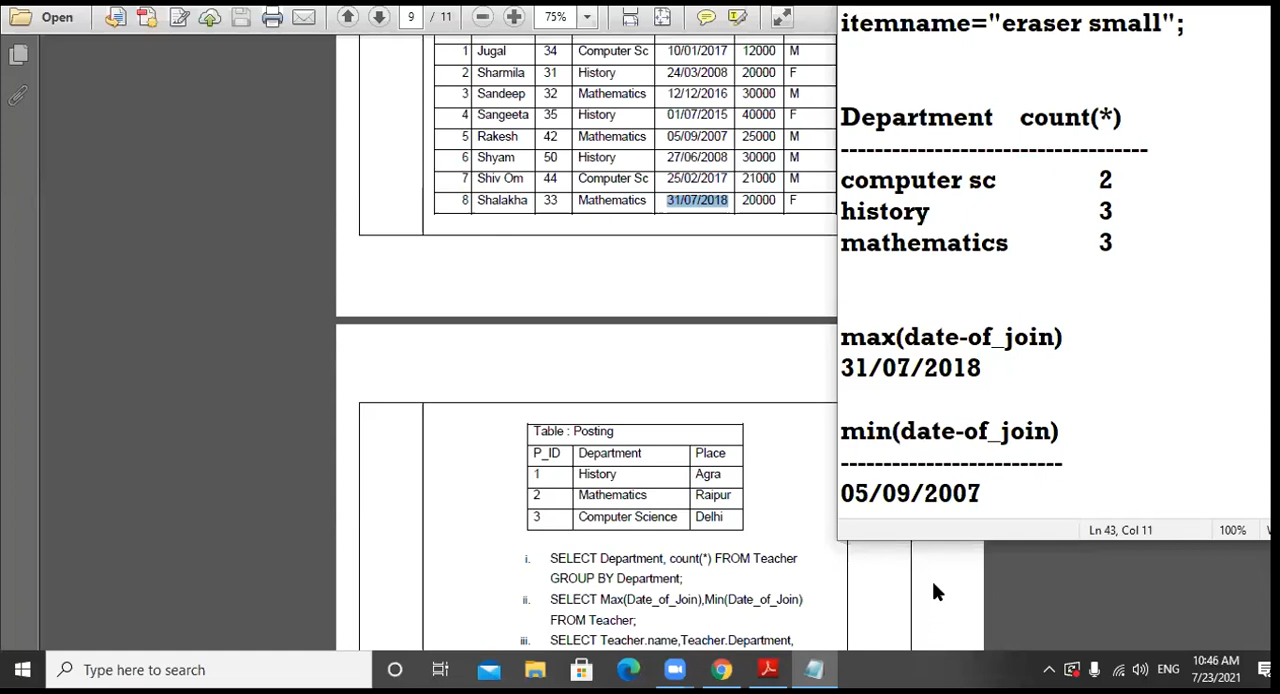 Open
9 / 11
75%
1 Jugal 34 Computer Sc 10/01/2017 12000 M
2 Sharmila 31 History 24/03/2008 20000 F
3 Sandeep 32 Mathematics 12/12/2016 30000 M
4 Sangeeta 35 History 01/07/2015 40000 F
5 Rakesh 42 Mathematics 05/09/2007 25000 M
6 Shyam 50 History 27/06/2008 30000 M
7 Shiv Om 44 Computer Sc 25/02/2017 21000 M
8 Shalakha 33 Mathematics 31/07/2018 20000 F
Table : Posting
P_ID Department Place
1 History Agra
2 Mathematics Raipur
3 Computer Science Delhi
i. SELECT Department, count(*) FROM Teacher
GROUP BY Department;
ii. SELECT Max(Date_of_Join),Min(Date_of_Join)
FROM Teacher;
iii. SELECT Teacher.name,Teacher.Department,
itemname="eraser small";
Department count(*)
------------------------------------
computer sc 2
history 3
mathematics 3
max(date-of_join)
31/07/2018
min(date-of_join)
--------------------------
05/09/2007
Ln 43, Col 11 100%
Type here to search
ENG
10:46 AM
7/23/2021